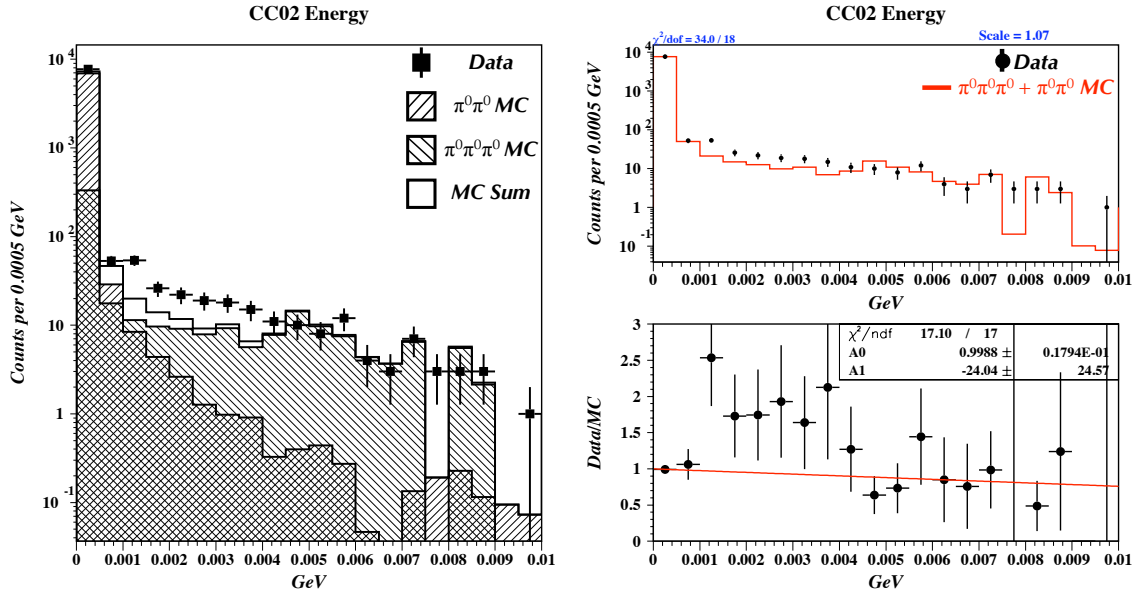 CC02 Energy
Counts per 0.0005 GeV
10⁴
10³
10²
10
1
10⁻¹
Data
π⁰π⁰ MC
π⁰π⁰π⁰ MC
MC Sum
0 0.001 0.002 0.003 0.004 0.005 0.006 0.007 0.008 0.009 0.01
GeV
CC02 Energy
χ²/dof = 34.0 / 18
Scale = 1.07
Counts per 0.0005 GeV
10⁴
10³
10²
10
1
10⁻¹
Data
π⁰π⁰π⁰ + π⁰π⁰ MC
0 0.001 0.002 0.003 0.004 0.005 0.006 0.007 0.008 0.009 0.01
GeV
Data/MC
3
2.5
2
1.5
1
0.5
0
χ²/ndf 17.10 / 17
A0 0.9988 ± 0.1794E-01
A1 -24.04 ± 24.57
0 0.001 0.002 0.003 0.004 0.005 0.006 0.007 0.008 0.009 0.01
GeV